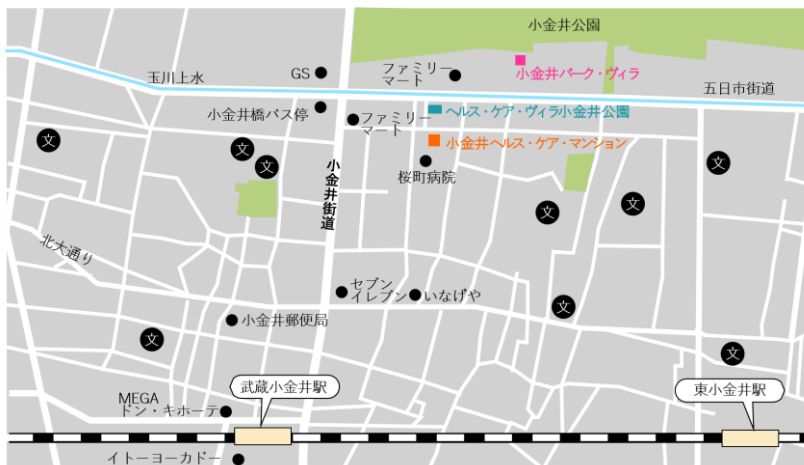 小金井公園
ファミリー
マート
小金井パーク・ヴィラ
GS
玉川上水
五日市街道
小金井橋バス停
ファミリー
マート
ヘルス・ケア・ヴィラ小金井公園
小金井ヘルス・ケア・マンション
桜町病院
文
文
文
文
文
文
小金井街道
北大通り
セブン
イレブン
いなげや
文
小金井郵便局
文
文
武蔵小金井駅
東小金井駅
MEGA
ドン・キホーテ
イトーヨーカドー